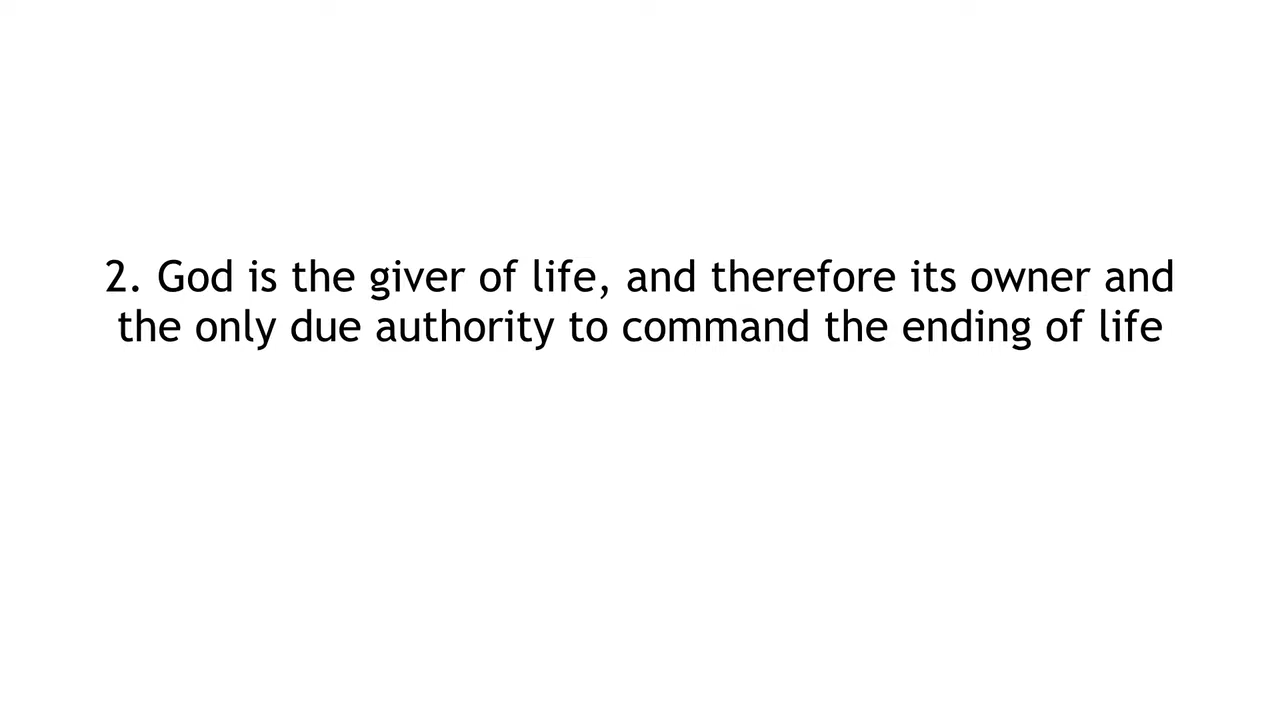 2. God is the giver of life, and therefore its owner and
the only due authority to command the ending of life